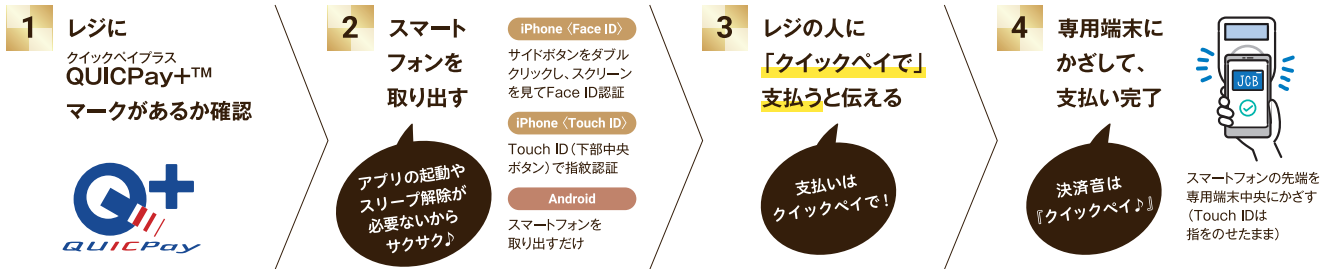 1
レジに
クイックペイプラス
QUICPay+™
マークがあるか確認
Q+
QUICPay
2
スマート
フォンを
取り出す
アプリの起動や
スリープ解除が
必要ないから
サクサク♪
iPhone〈Face ID〉
サイドボタンをダブル
クリックし、スクリーン
を見てFace ID認証
iPhone〈Touch ID〉
Touch ID（下部中央
ボタン）で指紋認証
Android
スマートフォンを
取り出すだけ
3
レジの人に
「クイックペイで」
支払うと伝える
支払いは
クイックペイで！
4
専用端末に
かざして、
支払い完了
決済音は
『クイックペイ♪』
JCB
スマートフォンの先端を
専用端末中央にかざす
（Touch IDは
指をのせたまま）